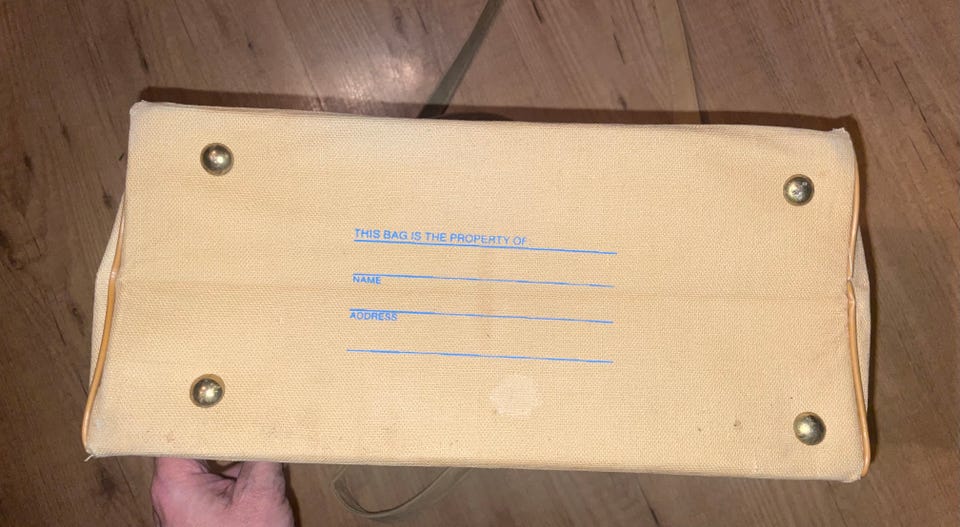 THIS BAG IS THE PROPERTY OF
NAME
ADDRESS